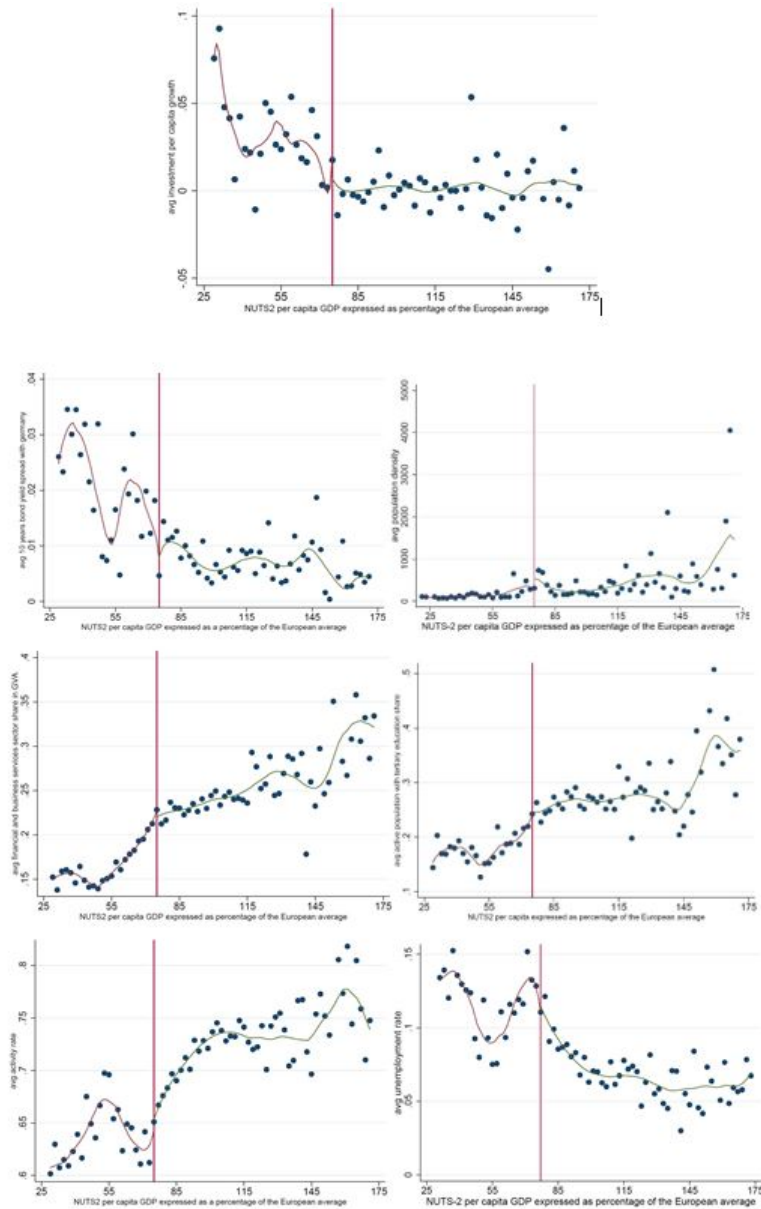 .1
.05
0
-.05
avg investment per capita growth
25 55 85 115 145 175
NUTS2 per capita GDP expressed as percentage of the European average
.04
.03
.02
.01
0
avg 10 years bond yield spread with germany
25 55 85 115 145 175
NUTS2 per capita GDP expressed as a percentage of the European average
5000
4000
3000
2000
1000
0
avg population density
25 55 85 115 145 175
NUTS-2 per capita GDP expressed as percentage of the European average
.4
.35
.3
.25
.2
.15
avg financial and business services sector share in GVA
25 55 85 115 145 175
NUTS2 per capita GDP expressed as percentage of the European average
.5
.4
.3
.2
.1
avg active population with tertiary education share
25 55 85 115 145 175
NUTS2 per capita expressed as percentage of the European average
.8
.75
.7
.65
.6
avg activity rate
25 55 85 115 145 175
NUTS2 per capita GDP expressed as a percentage of the European average
.15
.1
.05
0
avg unemployment rate
25 55 85 115 145 175
NUTS-2 per capita GDP expressed as percentage of the European average